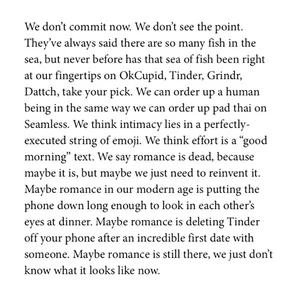 We don't commit now. We don't see the point.
They've always said there are so many fish in the
sea, but never before has that sea of fish been right
at our fingertips on OkCupid, Tinder, Grindr,
Dattch, take your pick. We can order up a human
being in the same way we can order up pad thai on
Seamless. We think intimacy lies in a perfectly-
executed string of emoji. We think effort is a “good
morning” text. We say romance is dead, because
maybe it is, but maybe we just need to reinvent it.
Maybe romance in our modern age is putting the
phone down long enough to look in each other's
eyes at dinner. Maybe romance is deleting Tinder
off your phone after an incredible first date with
someone. Maybe romance is still there, we just don't
know what it looks like now.